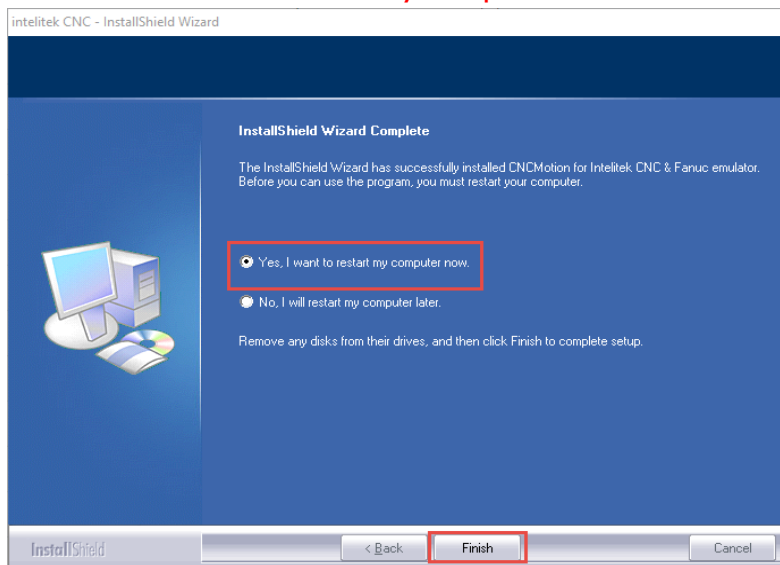 intelitek CNC - InstallShield Wizard
InstallShield Wizard Complete
The InstallShield Wizard has successfully installed CNCMotion for Intelitek CNC & Fanuc emulator.
Before you can use the program, you must restart your computer.
Yes, I want to restart my computer now.
No, I will restart my computer later.
Remove any disks from their drives, and then click Finish to complete setup.
InstallShield
< Back
Finish
Cancel